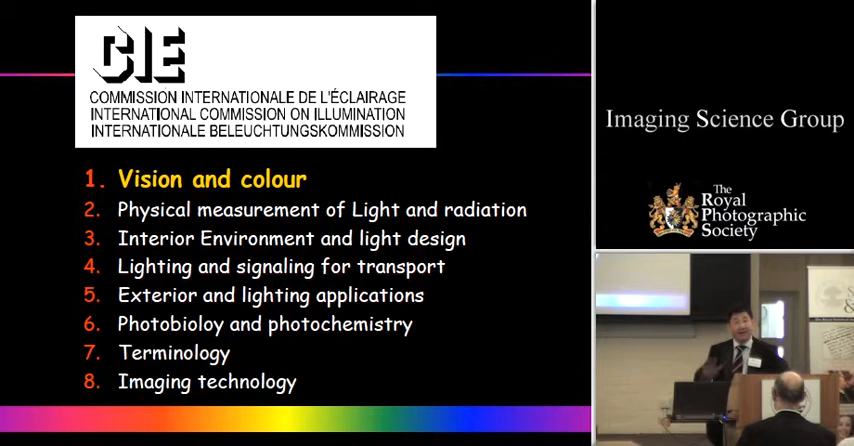 CIE
COMMISSION INTERNATIONALE DE L'ÉCLAIRAGE
INTERNATIONAL COMMISSION ON ILLUMINATION
INTERNATIONALE BELEUCHTUNGSKOMMISSION
1. Vision and colour
2. Physical measurement of Light and radiation
3. Interior Environment and light design
4. Lighting and signaling for transport
5. Exterior and lighting applications
6. Photobioloy and photochemistry
7. Terminology
8. Imaging technology
Imaging Science Group
The
Royal
Photographic
Society